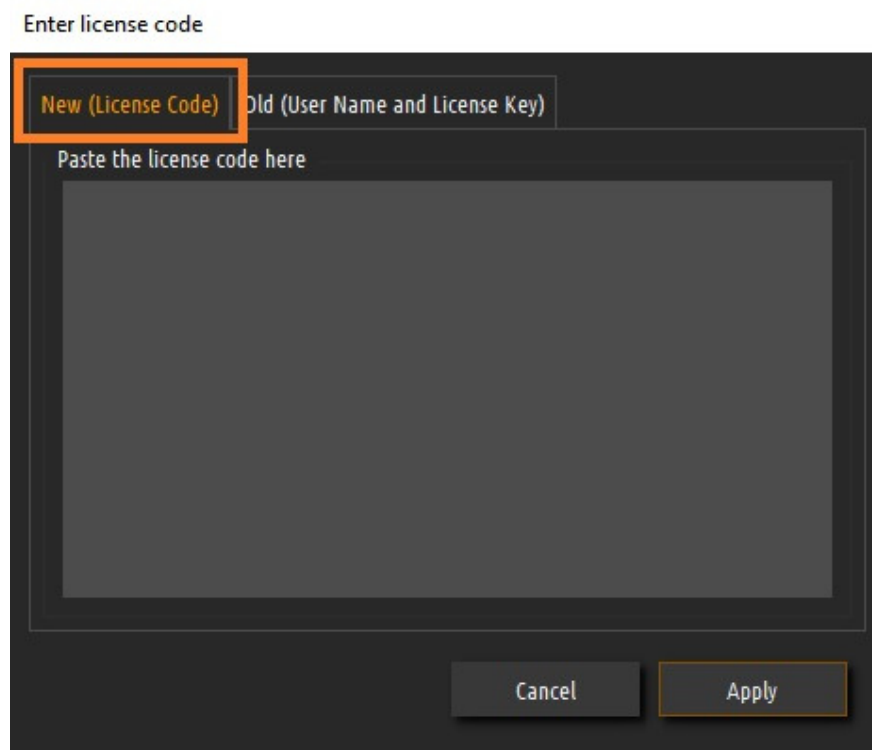 Enter license code
New (License Code) Old (User Name and License Key)
Paste the license code here
Cancel Apply